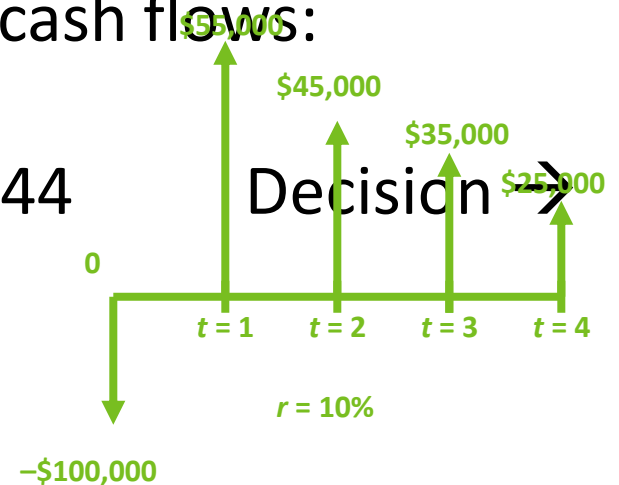 cash flows:
$55,000
$45,000
$35,000
44 Decision →
$25,000
0
t = 1 t = 2 t = 3 t = 4
r = 10%
–$100,000